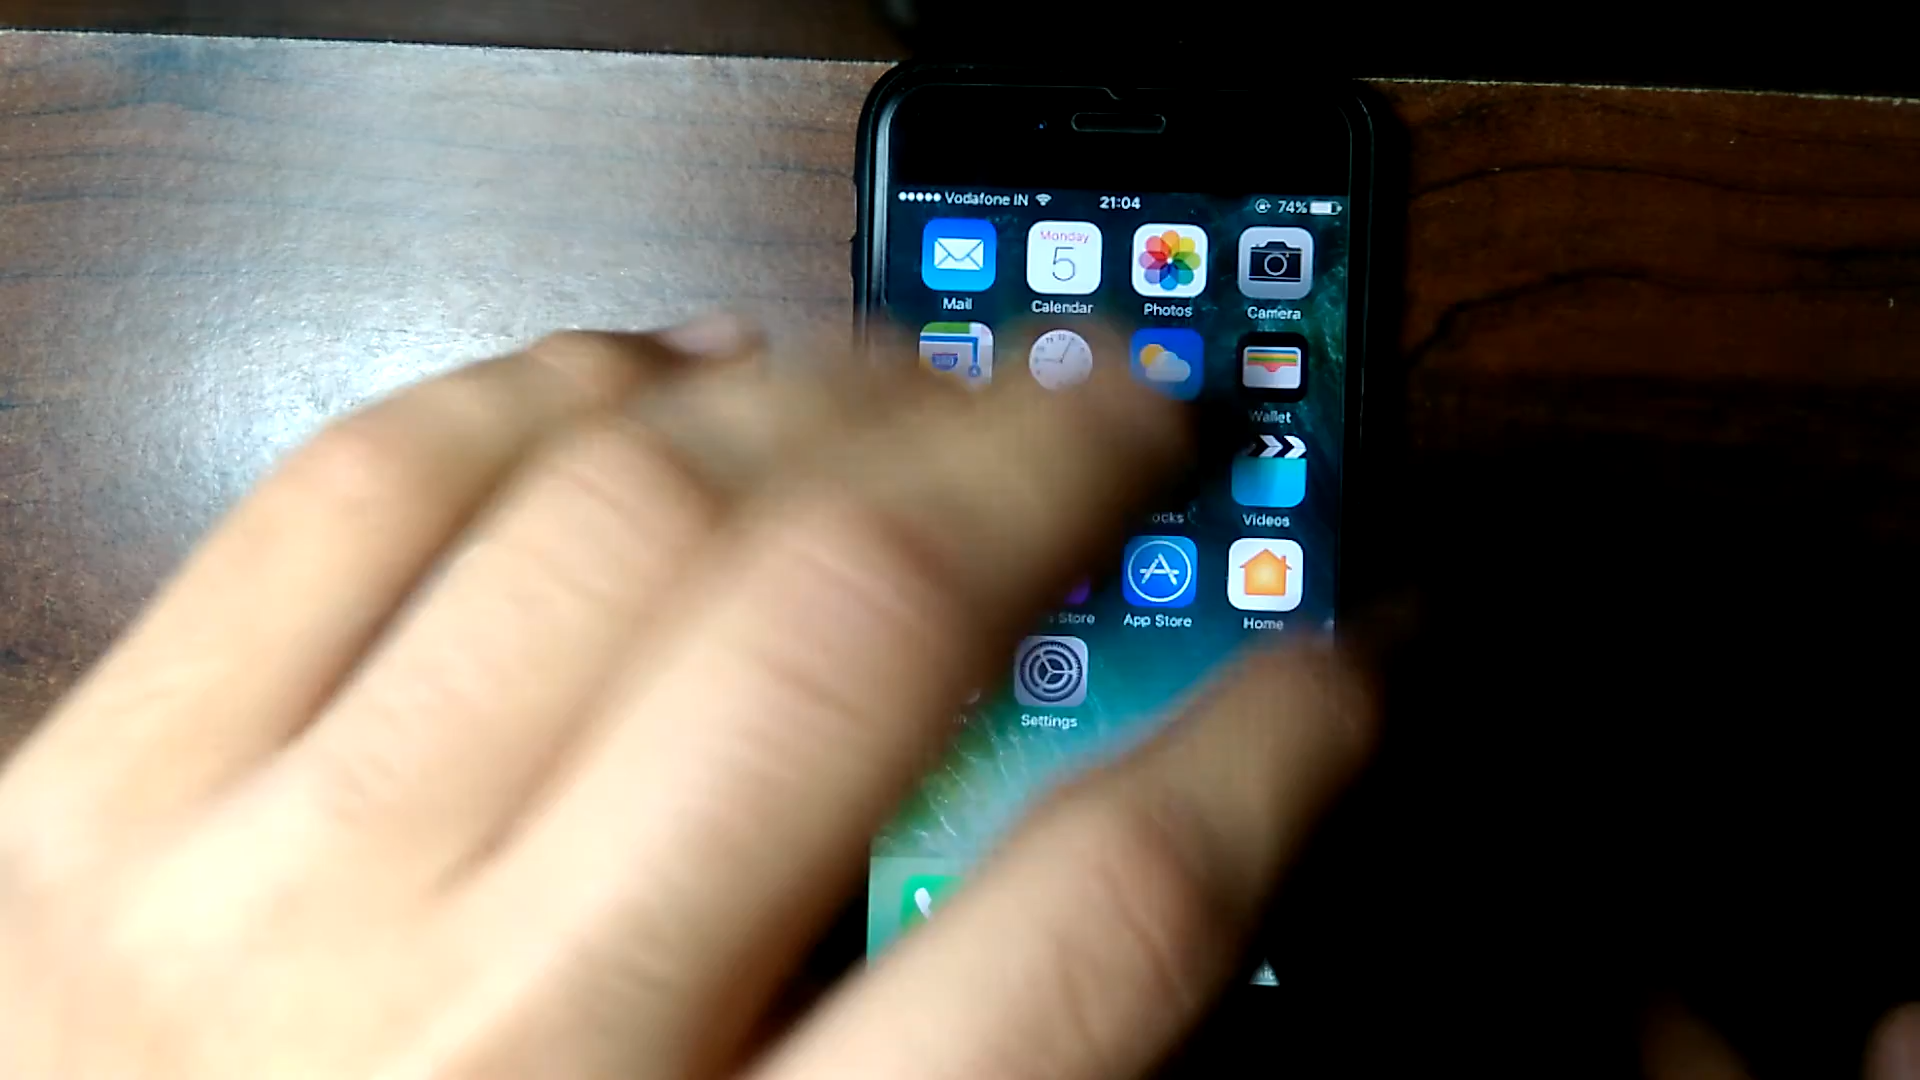 Vodafone IN 21:04 74%
Monday
5
Mail Calendar Photos Camera
Wallet
Videos
Store App Store Home
Settings